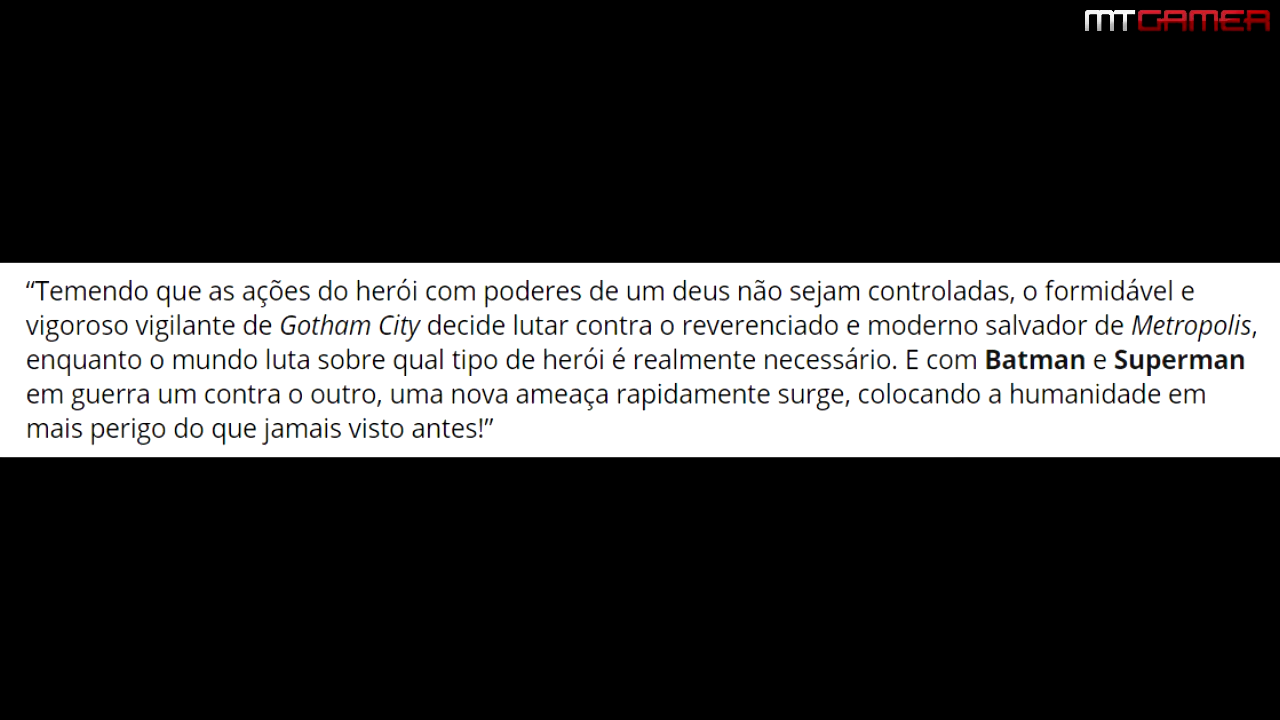 MTGAMER
“Temendo que as ações do herói com poderes de um deus não sejam controladas, o formidável e
vigoroso vigilante de Gotham City decide lutar contra o reverenciado e moderno salvador de Metropolis,
enquanto o mundo luta sobre qual tipo de herói é realmente necessário. E com Batman e Superman
em guerra um contra o outro, uma nova ameaça rapidamente surge, colocando a humanidade em
mais perigo do que jamais visto antes!”